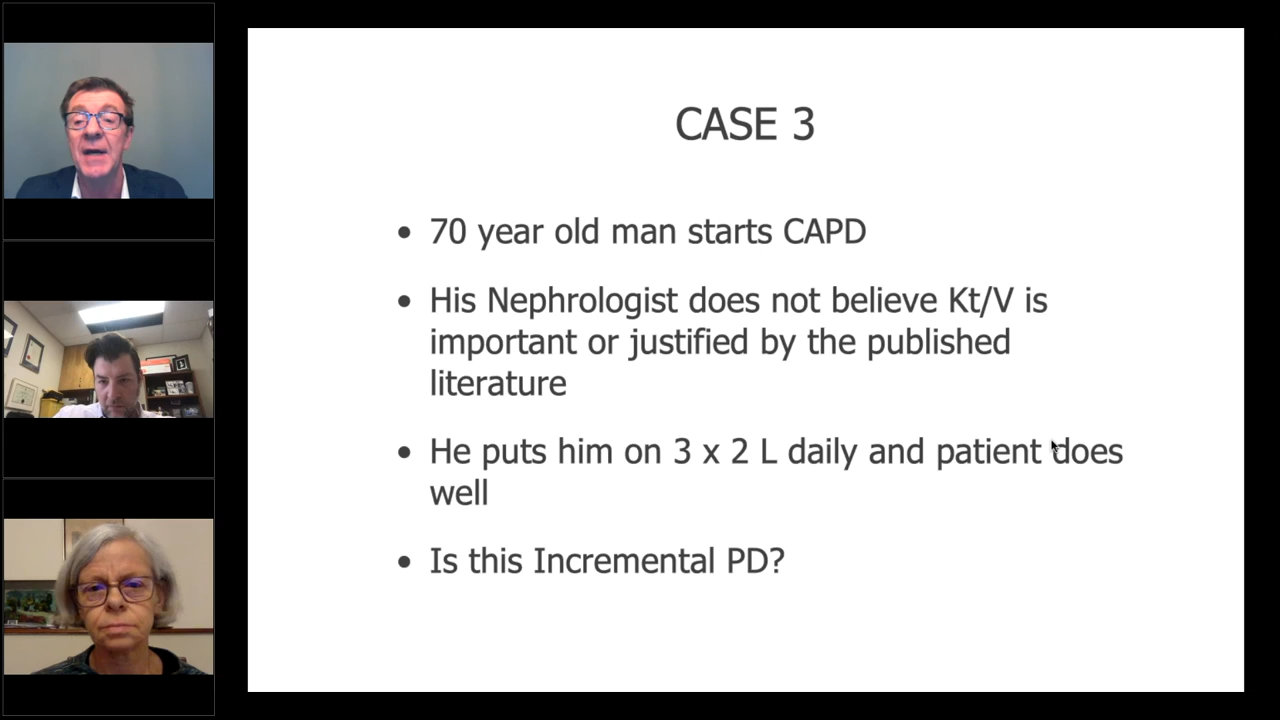 CASE 3
• 70 year old man starts CAPD
• His Nephrologist does not believe Kt/V is
important or justified by the published
literature
• He puts him on 3 x 2 L daily and patient does
well
• Is this Incremental PD?